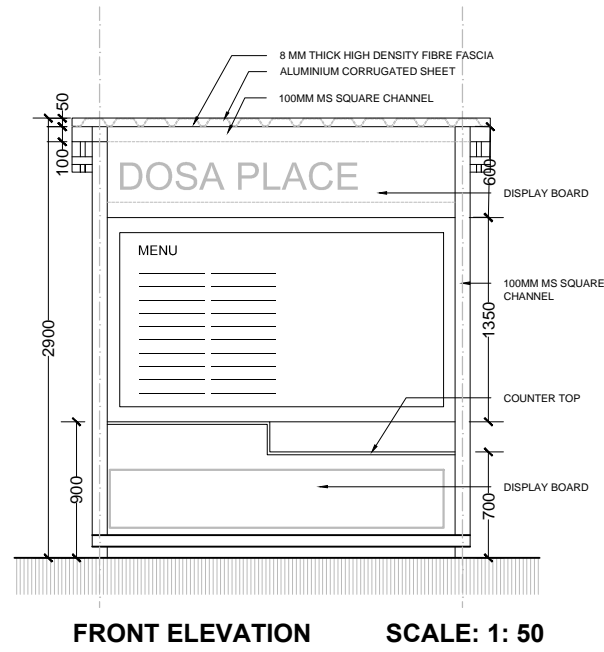 8 MM THICK HIGH DENSITY FIBRE FASCIA
ALUMINIUM CORRUGATED SHEET
100MM MS SQUARE CHANNEL
50
100
600
DOSA PLACE
DISPLAY BOARD
MENU
100MM MS SQUARE
CHANNEL
1350
2900
COUNTER TOP
900
DISPLAY BOARD
700
FRONT ELEVATION SCALE: 1: 50